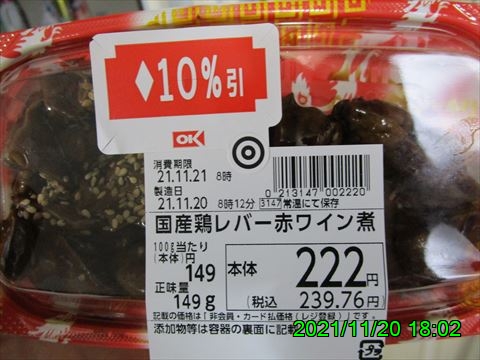 ♦10%引
OK
消費期限
21.11.21 8時
製造日
21.11.20 8時12分
0 213147 002220
3147 常温にて保存
国産鶏レバー赤ワイン煮
100g当たり
(本体)円
149
正味量
149g
本体 222円
(税込) 239.76円
記載の価格は「非会員・カード払価格(レジ登録)」です。
添加物等は容器の裏面に記載
2021/11/20 18:02